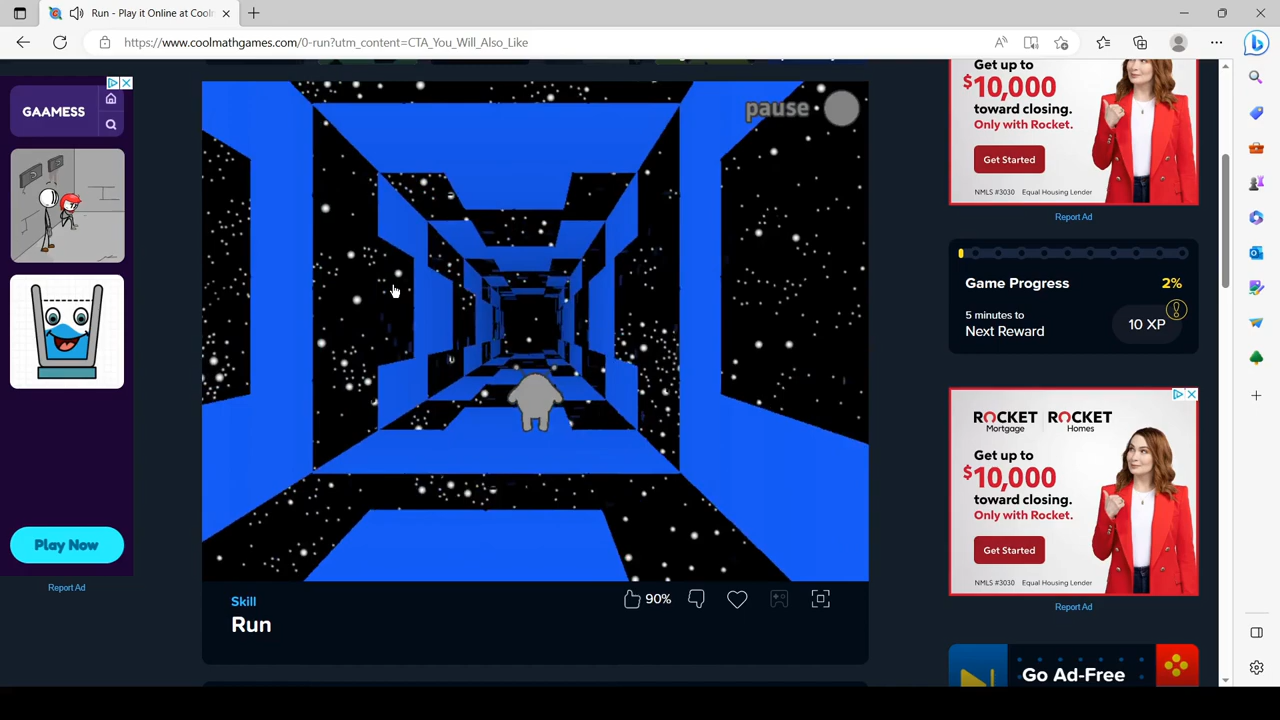 Run - Play it Online at Coolm
https://www.coolmathgames.com/0-run?utm_content=CTA_You_Will_Also_Like
GAAMESS
Play Now
Report Ad
pause
Skill
90%
Run
Get up to
$10,000
toward closing.
Only with Rocket.
Get Started
NMLS #3030 Equal Housing Lender
Report Ad
Game Progress 2%
5 minutes to
Next Reward
10 XP
ROCKET Mortgage ROCKET Homes
Get up to
$10,000
toward closing.
Only with Rocket.
Get Started
NMLS #3030 Equal Housing Lender
Report Ad
Go Ad-Free